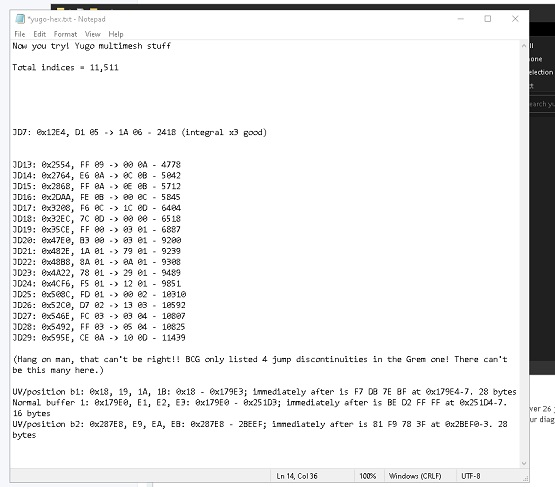 *yugo-hex.txt - Notepad
File Edit Format View Help
Now you try! Yugo multimesh stuff
Total indices = 11,511
JD7: 0x12E4, D1 05 -> 1A 06 - 2418 (integral x3 good)
JD13: 0x2554, FF 09 -> 00 0A - 4778
JD14: 0x2764, E6 0A -> 0C 0B - 5042
JD15: 0x2868, FF 0A -> 0E 0B - 5712
JD16: 0x2DAA, FE 0B -> 00 0C - 5845
JD17: 0x3208, F6 0C -> 1C 0D - 6404
JD18: 0x32EC, 7C 0D -> 00 00 - 6518
JD19: 0x35CE, FF 00 -> 03 01 - 6887
JD20: 0x47E0, B3 00 -> 03 01 - 9200
JD21: 0x482E, 1A 01 -> 79 01 - 9239
JD22: 0x48B8, 8A 01 -> 0A 01 - 9308
JD23: 0x4A22, 78 01 -> 29 01 - 9489
JD24: 0x4CF6, F5 01 -> 12 01 - 9851
JD25: 0x508C, FD 01 -> 00 02 - 10310
JD26: 0x52C0, D7 02 -> 13 03 - 10592
JD27: 0x546E, FC 03 -> 03 04 - 10807
JD28: 0x5492, FF 03 -> 05 04 - 10825
JD29: 0x595E, CE 0A -> 10 0D - 11439
(Hang on man, that can't be right!! BCG only listed 4 jump discontinuities in the Grem one! There can't
be this many here.)
UV/position b1: 0x18, 19, 1A, 1B: 0x18 - 0x179E3; immediately after is F7 DB 7E BF at 0x179E4-7. 28 bytes
Normal buffer 1: 0x179E0, E1, E2, E3: 0x179E0 - 0x251D3; immediately after is BE D2 FF FF at 0x251D4-7.
16 bytes
UV/position b2: 0x287E8, E9, EA, EB: 0x287E8 - 2BEEF; immediately after is 81 F9 78 3F at 0x2BEF0-3. 28
bytes
Ln 14, Col 36 100% Windows (CRLF) UTF-8
election
ver 26
ur diag